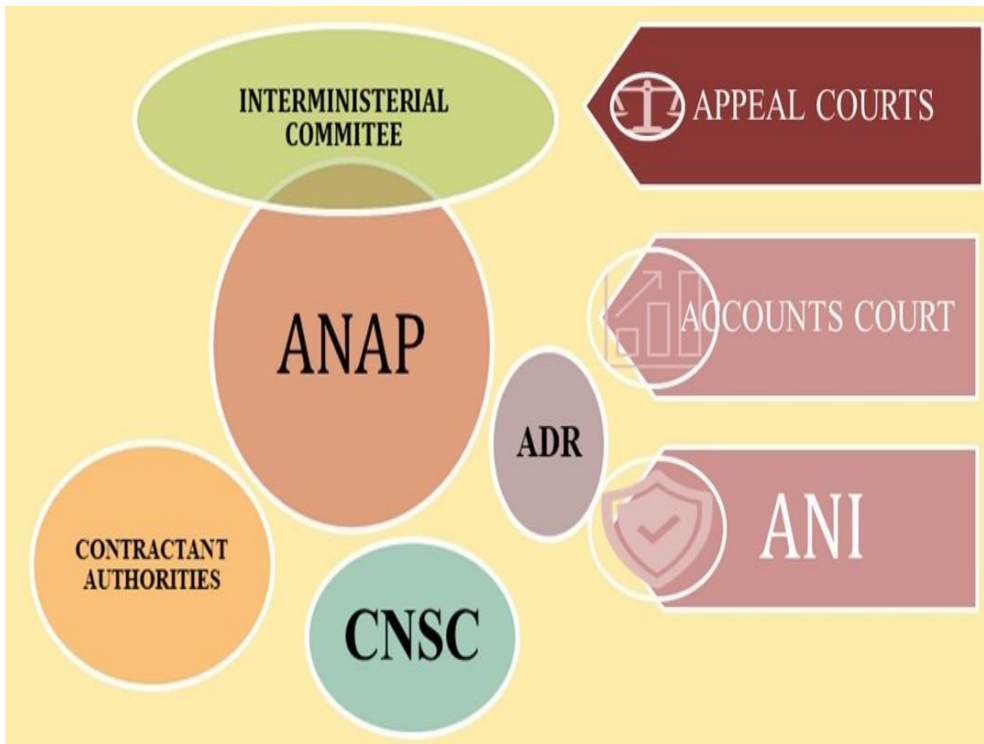 INTERMINISTERIAL
COMMITEE
ANAP
ADR
CONTRACTANT
AUTHORITIES
CNSC
APPEAL COURTS
ACCOUNTS COURT
ANI